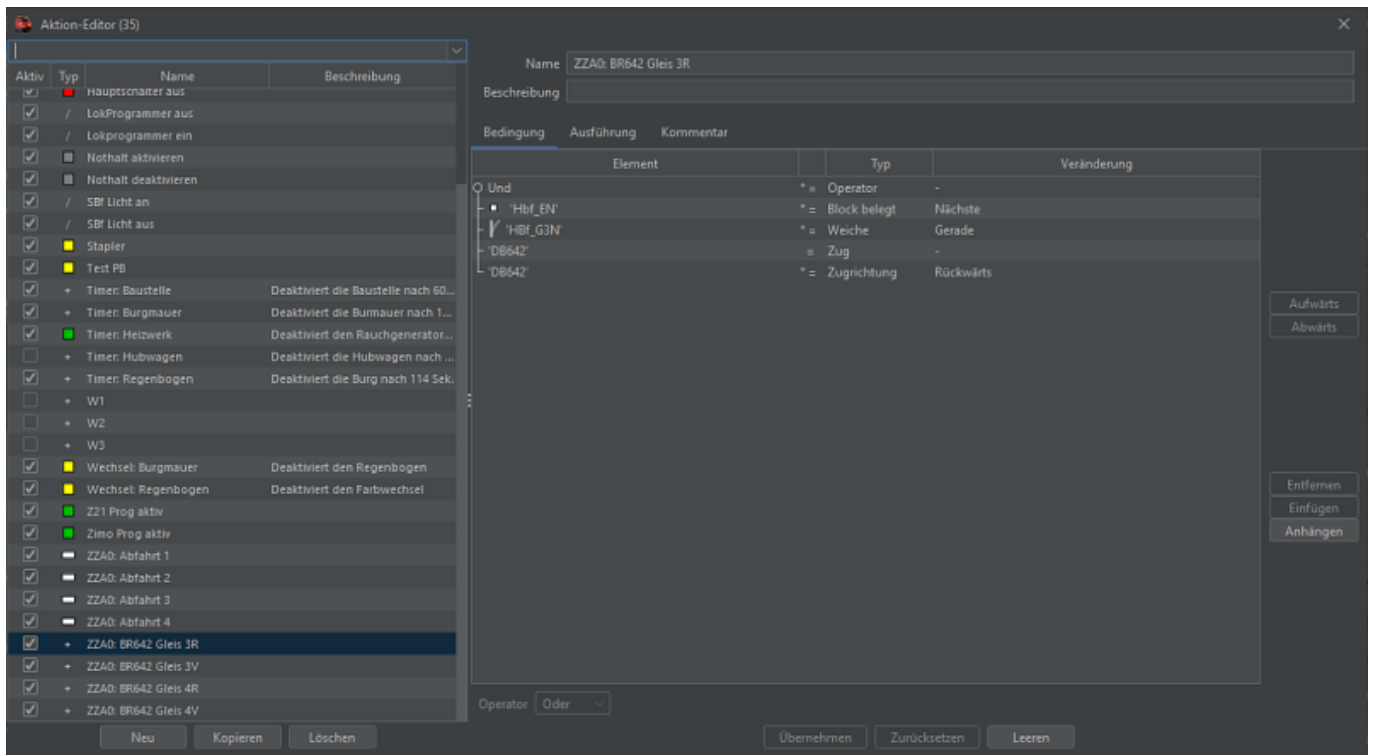 Aktion-Editor (35)
Name ZZA0: BR642 Gleis 3R
Beschreibung
Aktiv Typ Name Beschreibung
Hauptschalter aus
/ LokProgrammer aus
/ Lokprogrammer ein
Nothalt aktivieren
Nothalt deaktivieren
/ SBf Licht an
/ SBf Licht aus
Stapler
Test PB
+ Timer: Baustelle Deaktiviert die Baustelle nach 60...
+ Timer: Burgmauer Deaktiviert die Burmauer nach 1...
Timer: Heizwerk Deaktiviert den Rauchgenerator...
+ Timer: Hubwagen Deaktiviert die Hubwagen nach ...
+ Timer: Regenbogen Deaktiviert die Burg nach 114 Sek.
+ W1
+ W2
+ W3
Wechsel: Burgmauer Deaktiviert den Regenbogen
Wechsel: Regenbogen Deaktiviert den Farbwechsel
Z21 Prog aktiv
Zimo Prog aktiv
ZZA0: Abfahrt 1
ZZA0: Abfahrt 2
ZZA0: Abfahrt 3
ZZA0: Abfahrt 4
+ ZZA0: BR642 Gleis 3R
+ ZZA0: BR642 Gleis 3V
+ ZZA0: BR642 Gleis 4R
+ ZZA0: BR642 Gleis 4V
Neu Kopieren Löschen
Bedingung Ausführung Kommentar
Element Typ Veränderung
Und * = Operator -
'Hbf_EN' * = Block belegt Nächste
'HBf_G3N' * = Weiche Gerade
'DB642' = Zug -
'DB642' * = Zugrichtung Rückwärts
Aufwärts
Abwärts
Entfernen
Einfügen
Anhängen
Operator Oder
Übernehmen Zurücksetzen Leeren